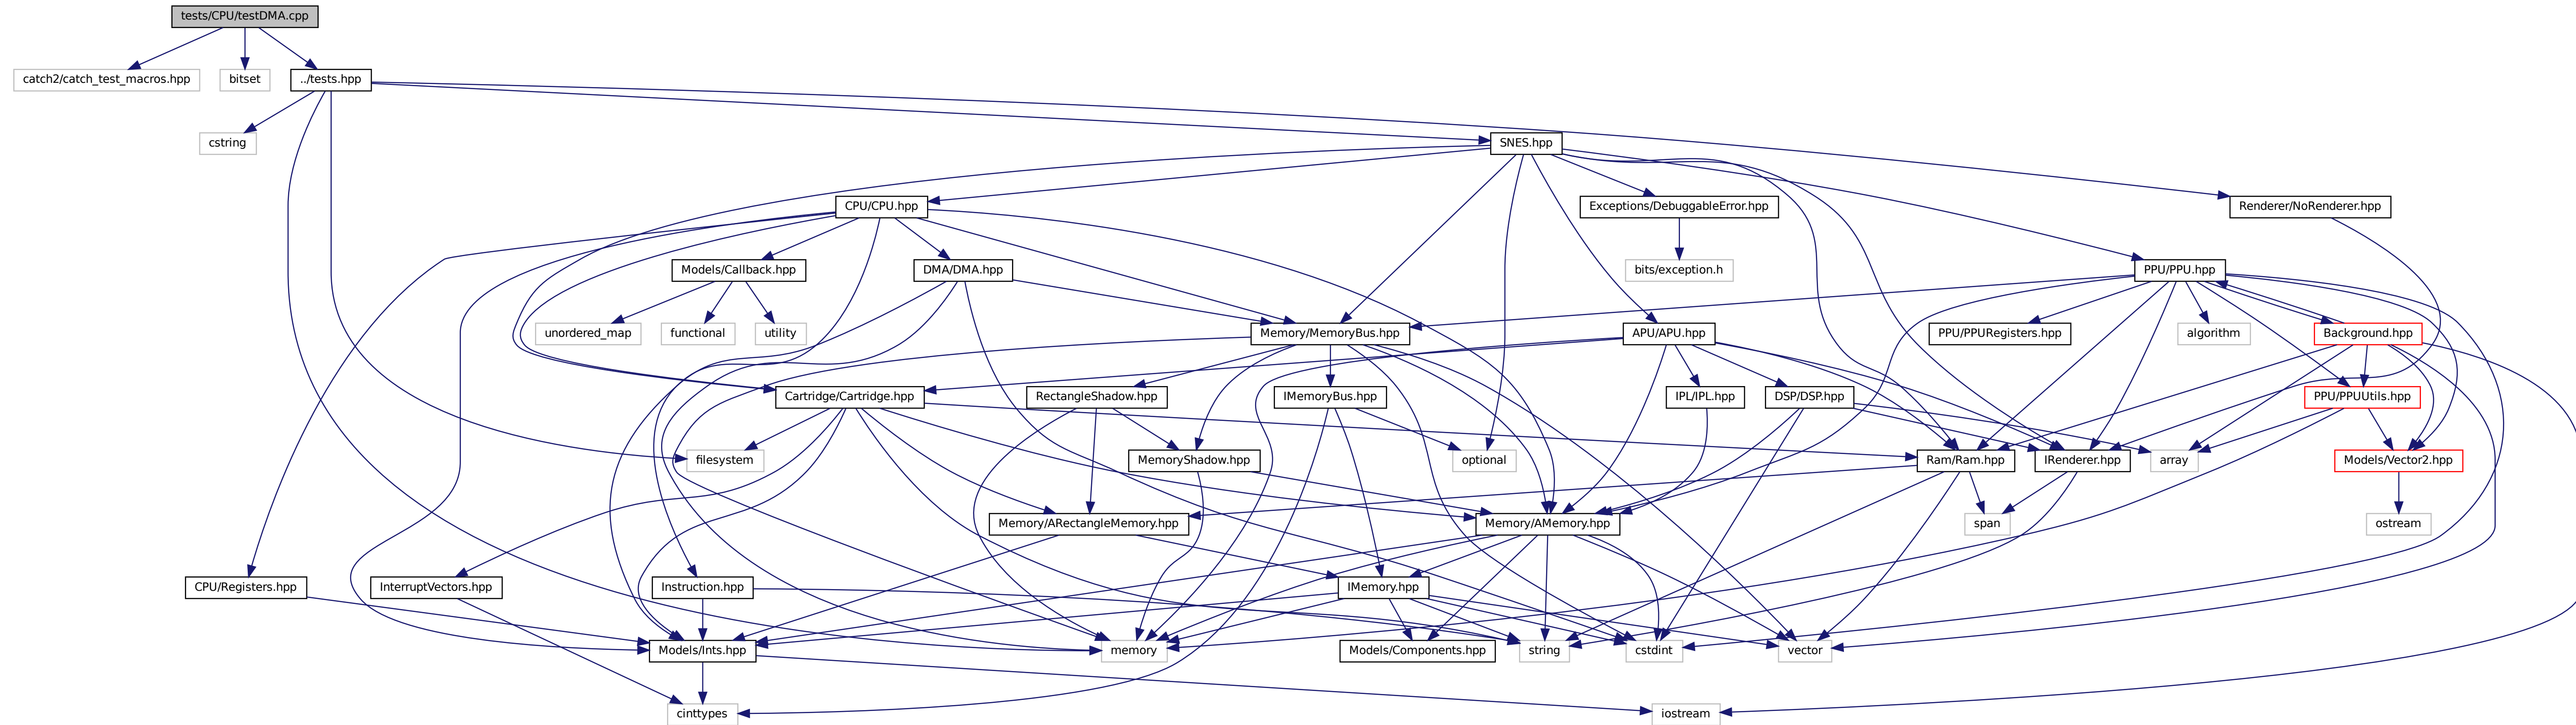 tests/CPU/testDMA.cpp
catch2/catch_test_macros.hpp
bitset
../tests.hpp
cstring
SNES.hpp
CPU/CPU.hpp
Exceptions/DebuggableError.hpp
Renderer/NoRenderer.hpp
Models/Callback.hpp
DMA/DMA.hpp
bits/exception.h
PPU/PPU.hpp
unordered_map
functional
utility
Memory/MemoryBus.hpp
APU/APU.hpp
PPU/PPURegisters.hpp
algorithm
Background.hpp
Cartridge/Cartridge.hpp
RectangleShadow.hpp
IMemoryBus.hpp
IPL/IPL.hpp
DSP/DSP.hpp
PPU/PPUUtils.hpp
filesystem
MemoryShadow.hpp
optional
Ram/Ram.hpp
IRenderer.hpp
array
Models/Vector2.hpp
Memory/ARectangleMemory.hpp
Memory/AMemory.hpp
span
ostream
CPU/Registers.hpp
InterruptVectors.hpp
Instruction.hpp
IMemory.hpp
Models/Ints.hpp
memory
Models/Components.hpp
string
cstdint
vector
cinttypes
iostream